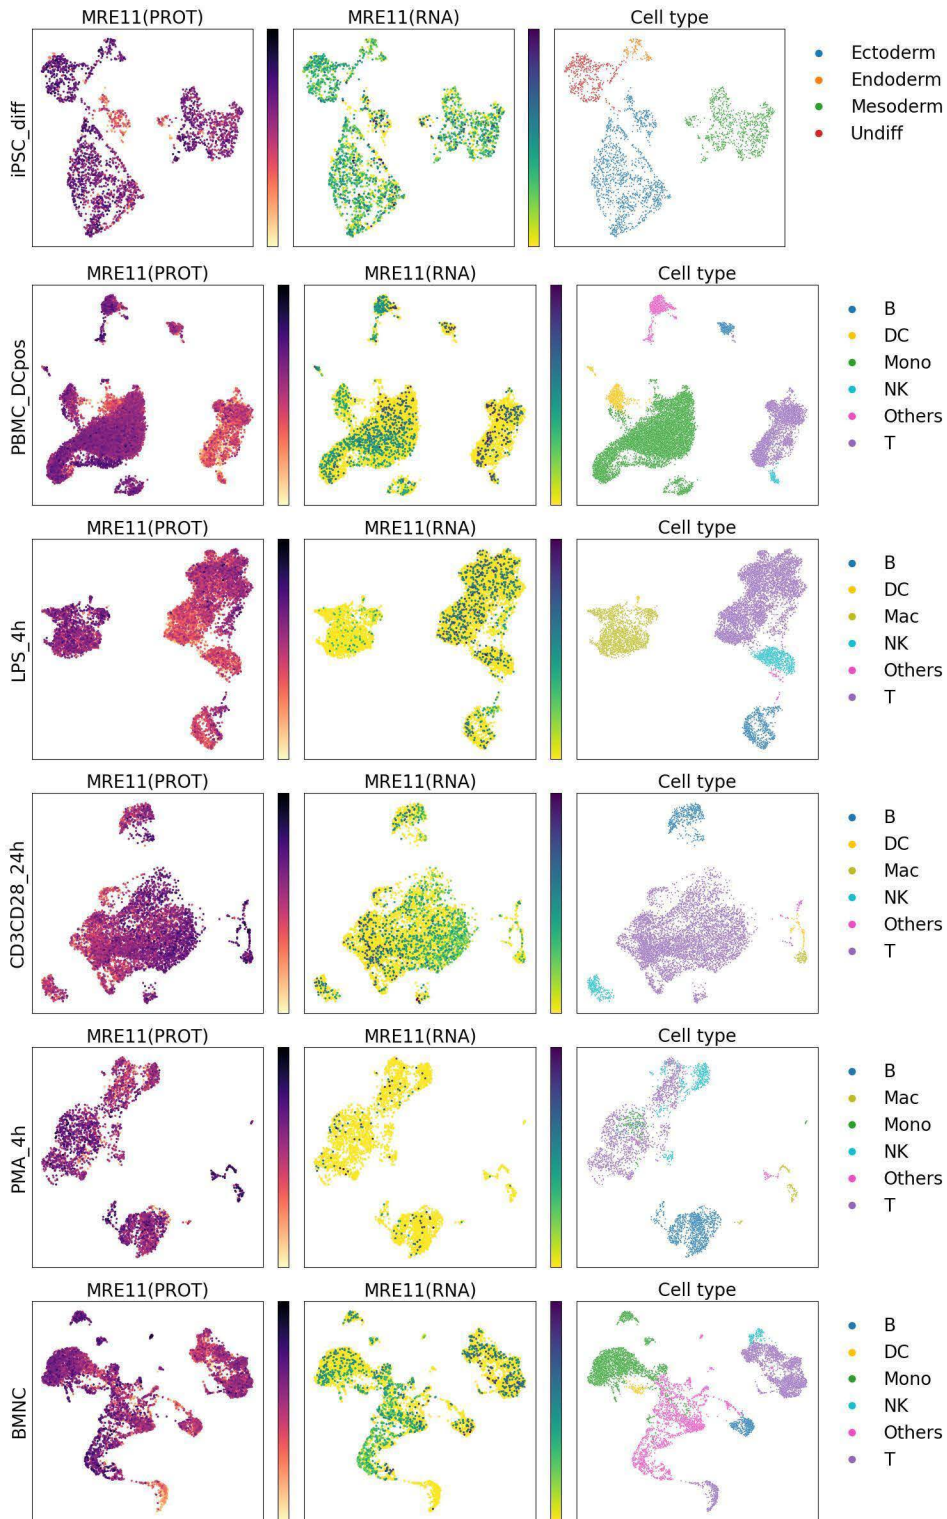 MRE11(PROT) MRE11(RNA) Cell type
iPSC_diff
Ectoderm
Endoderm
Mesoderm
Undiff
MRE11(PROT) MRE11(RNA) Cell type
PBMC_DCpos
B
DC
Mono
NK
Others
T
MRE11(PROT) MRE11(RNA) Cell type
LPS_4h
B
DC
Mac
NK
Others
T
MRE11(PROT) MRE11(RNA) Cell type
CD3CD28_24h
B
DC
Mac
NK
Others
T
MRE11(PROT) MRE11(RNA) Cell type
PMA_4h
B
Mac
Mono
NK
Others
T
MRE11(PROT) MRE11(RNA) Cell type
BMNC
B
DC
Mono
NK
Others
T